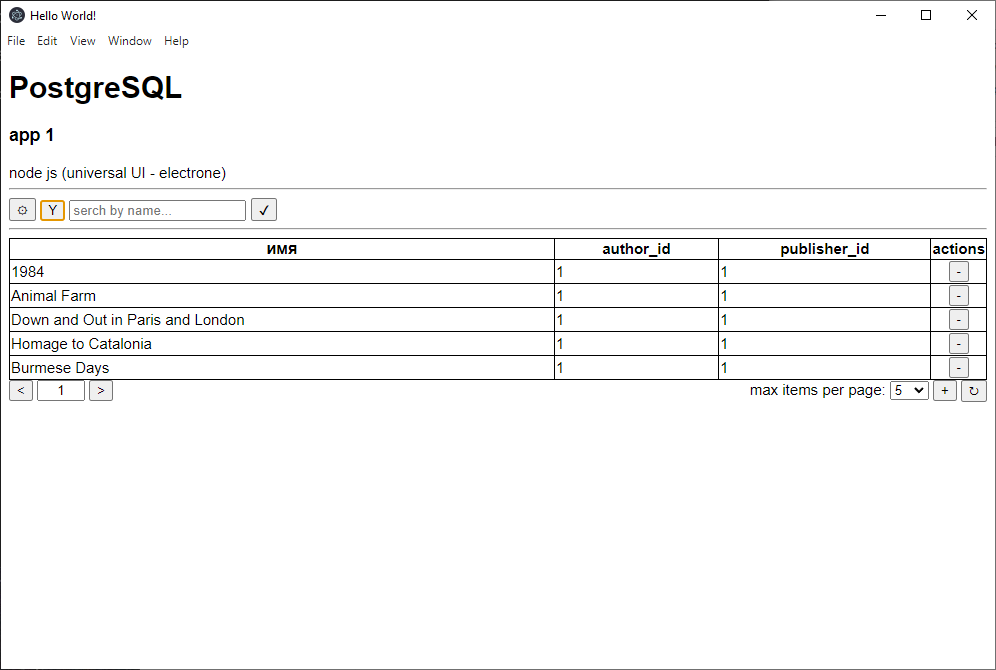 Hello World!
File Edit View Window Help
PostgreSQL
app 1
node js (universal UI - electrone)
⚙ Y serch by name... ✓
имя author_id publisher_id actions
1984 1 1 -
Animal Farm 1 1 -
Down and Out in Paris and London 1 1 -
Homage to Catalonia 1 1 -
Burmese Days 1 1 -
< 1 > max items per page: 5 + ↻